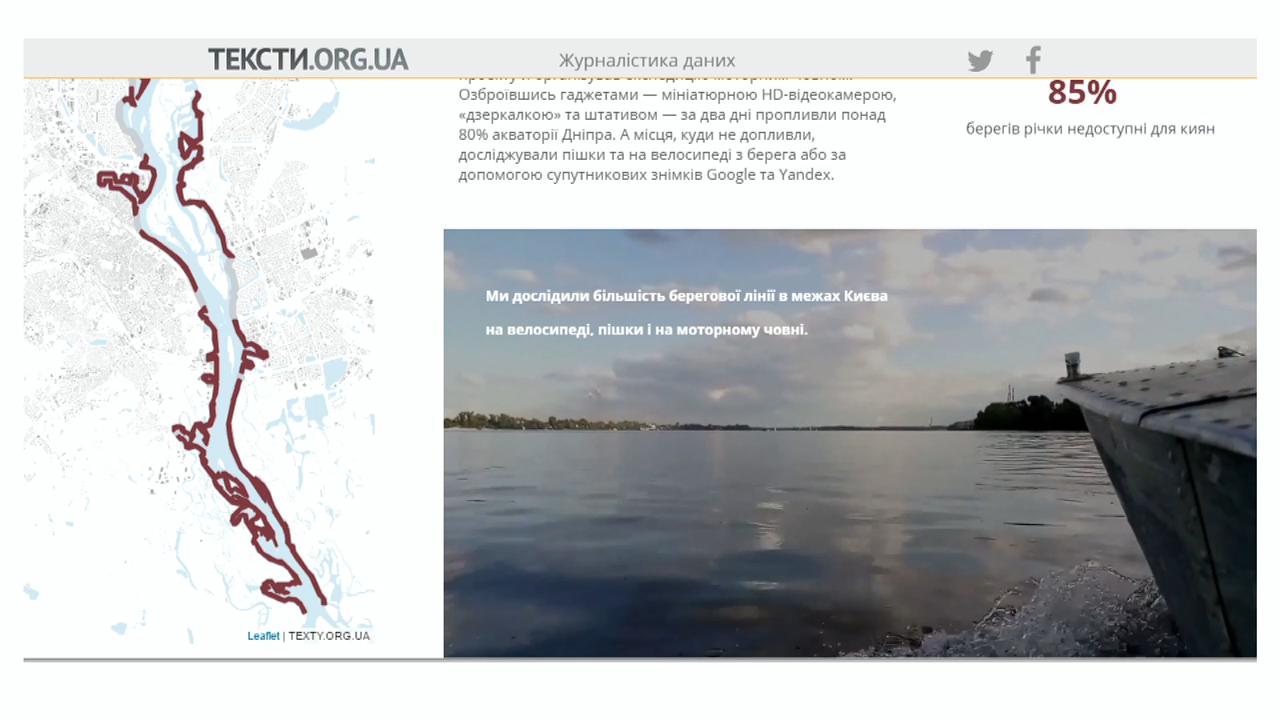 ТЕКСТИ.ORG.UA
Журналістика даних
Озброївшись гаджетами — мініатюрною HD-відеокамерою,
«дзеркалкою» та штативом — за два дні пропливли понад
80% акваторії Дніпра. А місця, куди не допливли,
досліджували пішки та на велосипеді з берега або за
допомогою супутникових знімків Google та Yandex.
85%
берегів річки недоступні для киян
Ми дослідили більшість берегової лінії в межах Києва
на велосипеді, пішки і на моторному човні.
Leaflet | TEXTY.ORG.UA